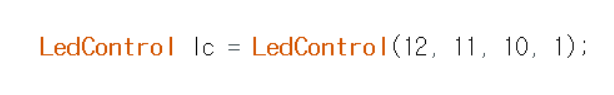 LedControl lc = LedControl(12, 11, 10, 1);